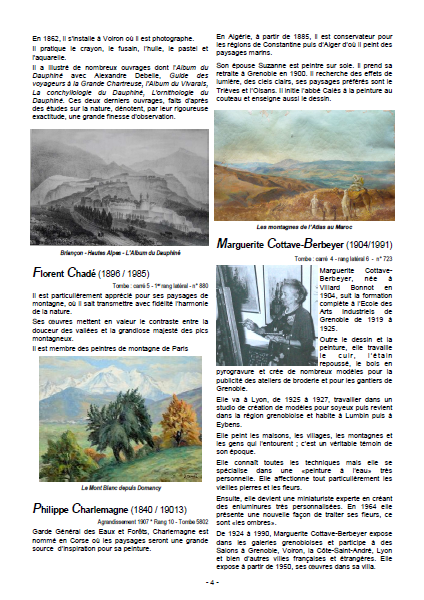 En 1862, il s'installe à Voiron où il est photographe.
Il pratique le crayon, le fusain, l'huile, le pastel et
l'aquarelle.
Il a illustré de nombreux ouvrages dont l'Album du
Dauphiné avec Alexandre Debelle, Guide des
voyageurs à la Grande Chartreuse, l'Album du Vivarais,
La conchyliologie du Dauphiné, L'ornithologie du
Dauphiné. Ces deux derniers ouvrages, faits d'après
des études sur la nature, dénotent, par leur rigoureuse
exactitude, une grande finesse d'observation.
Briançon - Hautes Alpes - L'Album du Dauphiné
Florent Chadé (1896 / 1985)
Tombe : carré 5 - 1er rang latéral - n° 880
Il est particulièrement apprécié pour ses paysages de
montagne, où il sait transmettre avec fidélité l'harmonie
de la nature.
Ses œuvres mettent en valeur le contraste entre la
douceur des vallées et la grandiose majesté des pics
montagneux.
Il est membre des peintres de montagne de Paris
Le Mont Blanc depuis Domancy
Philippe Charlemagne (1840 / 19013)
Agrandissement 1907 * Rang 10 - Tombe 5802
Garde Général des Eaux et Forêts, Charlemagne est
nommé en Corse où les paysages seront une grande
source d'inspiration pour sa peinture.
En Algérie, à partir de 1885, il est conservateur pour
les régions de Constantine puis d'Alger d'où il peint des
paysages marins.
Son épouse Suzanne est peintre sur soie. Il prend sa
retraite à Grenoble en 1900. Il recherche des effets de
lumière, des ciels clairs, ses paysages préférés sont le
Trièves et l'Oisans. Il initie l'abbé Calès à la peinture au
couteau et enseigne aussi le dessin.
Les montagnes de l'Atlas au Maroc
Marguerite Cottave-Berbeyer (1904/1991)
Tombe : carré 4 - rang latéral 6 - n° 723
Marguerite Cottave-
Berbeyer, née à
Villard Bonnot en
1904, suit la formation
complète à l'Ecole des
Arts Industriels de
Grenoble de 1919 à
1925.
Outre le dessin et la
peinture, elle travaille
le cuir, l'étain
repoussé, le bois en
pyrogravure et crée de nombreux modèles pour la
publicité des ateliers de broderie et pour les gantiers de
Grenoble.
Elle va à Lyon, de 1925 à 1927, travailler dans un
studio de création de modèles pour soyeux puis revient
dans la région grenobloise et habite à Lumbin puis à
Eybens.
Elle peint les maisons, les villages, les montagnes et
les gens qui l'entourent ; c'est un véritable témoin de
son époque.
Elle connaît toutes les techniques mais elle se
spécialise dans une «peinture à l'eau» très
personnelle. Elle affectionne tout particulièrement les
vieilles pierres et les fleurs.
Ensuite, elle devient une miniaturiste experte en créant
des enluminures très personnalisées. En 1964 elle
présente une nouvelle façon de traiter ses fleurs, ce
sont «les ombres».
De 1924 à 1990, Marguerite Cottave-Berbeyer expose
dans les galeries grenobloises et participe à des
Salons à Grenoble, Voiron, la Côte-Saint-André, Lyon
et bien d'autres villes françaises et étrangères. Elle
expose à partir de 1950, ses œuvres dans sa villa.
- 4 -